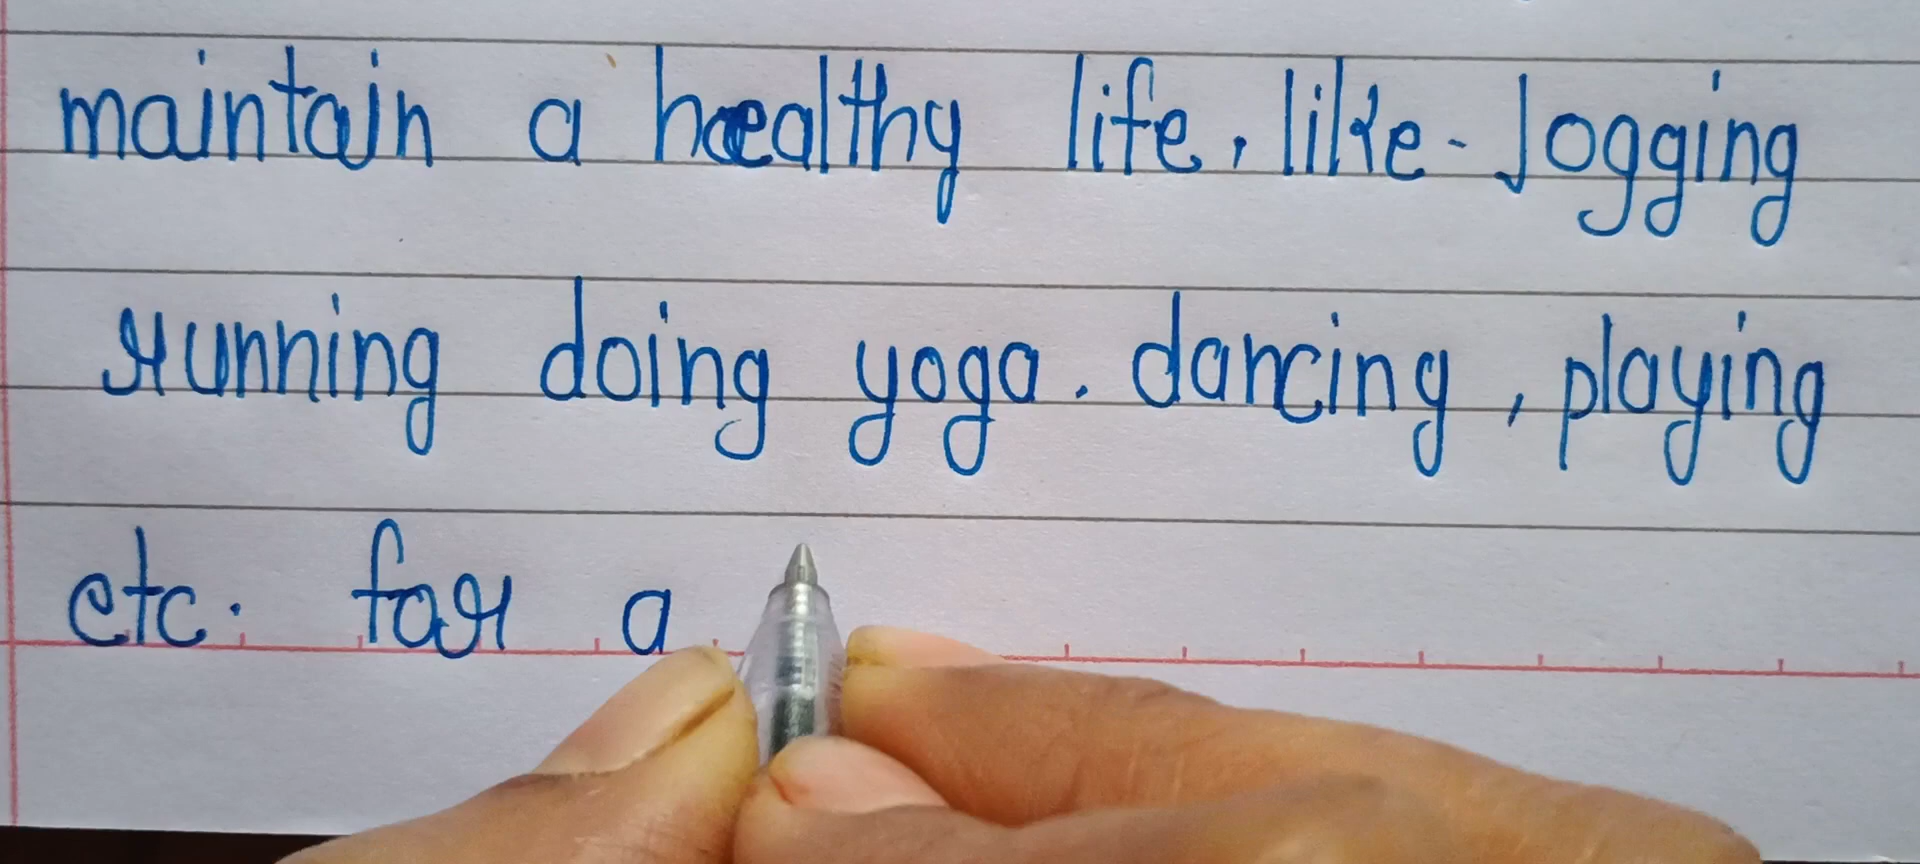 maintain a healthy life, like- Jogging
running doing yoga. dancing, playing
etc. for a